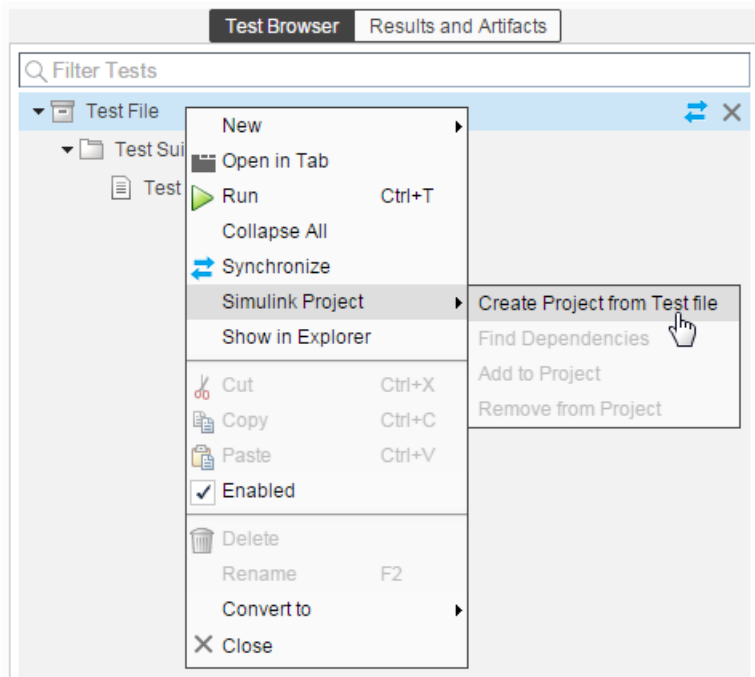 Test Browser Results and Artifacts
Filter Tests
Test File
New
Test Sui
Open in Tab
Test
Run Ctrl+T
Collapse All
Synchronize
Simulink Project Create Project from Test file
Show in Explorer Find Dependencies
Add to Project
Cut Ctrl+X
Remove from Project
Copy Ctrl+C
Paste Ctrl+V
Enabled
Delete
Rename F2
Convert to
Close